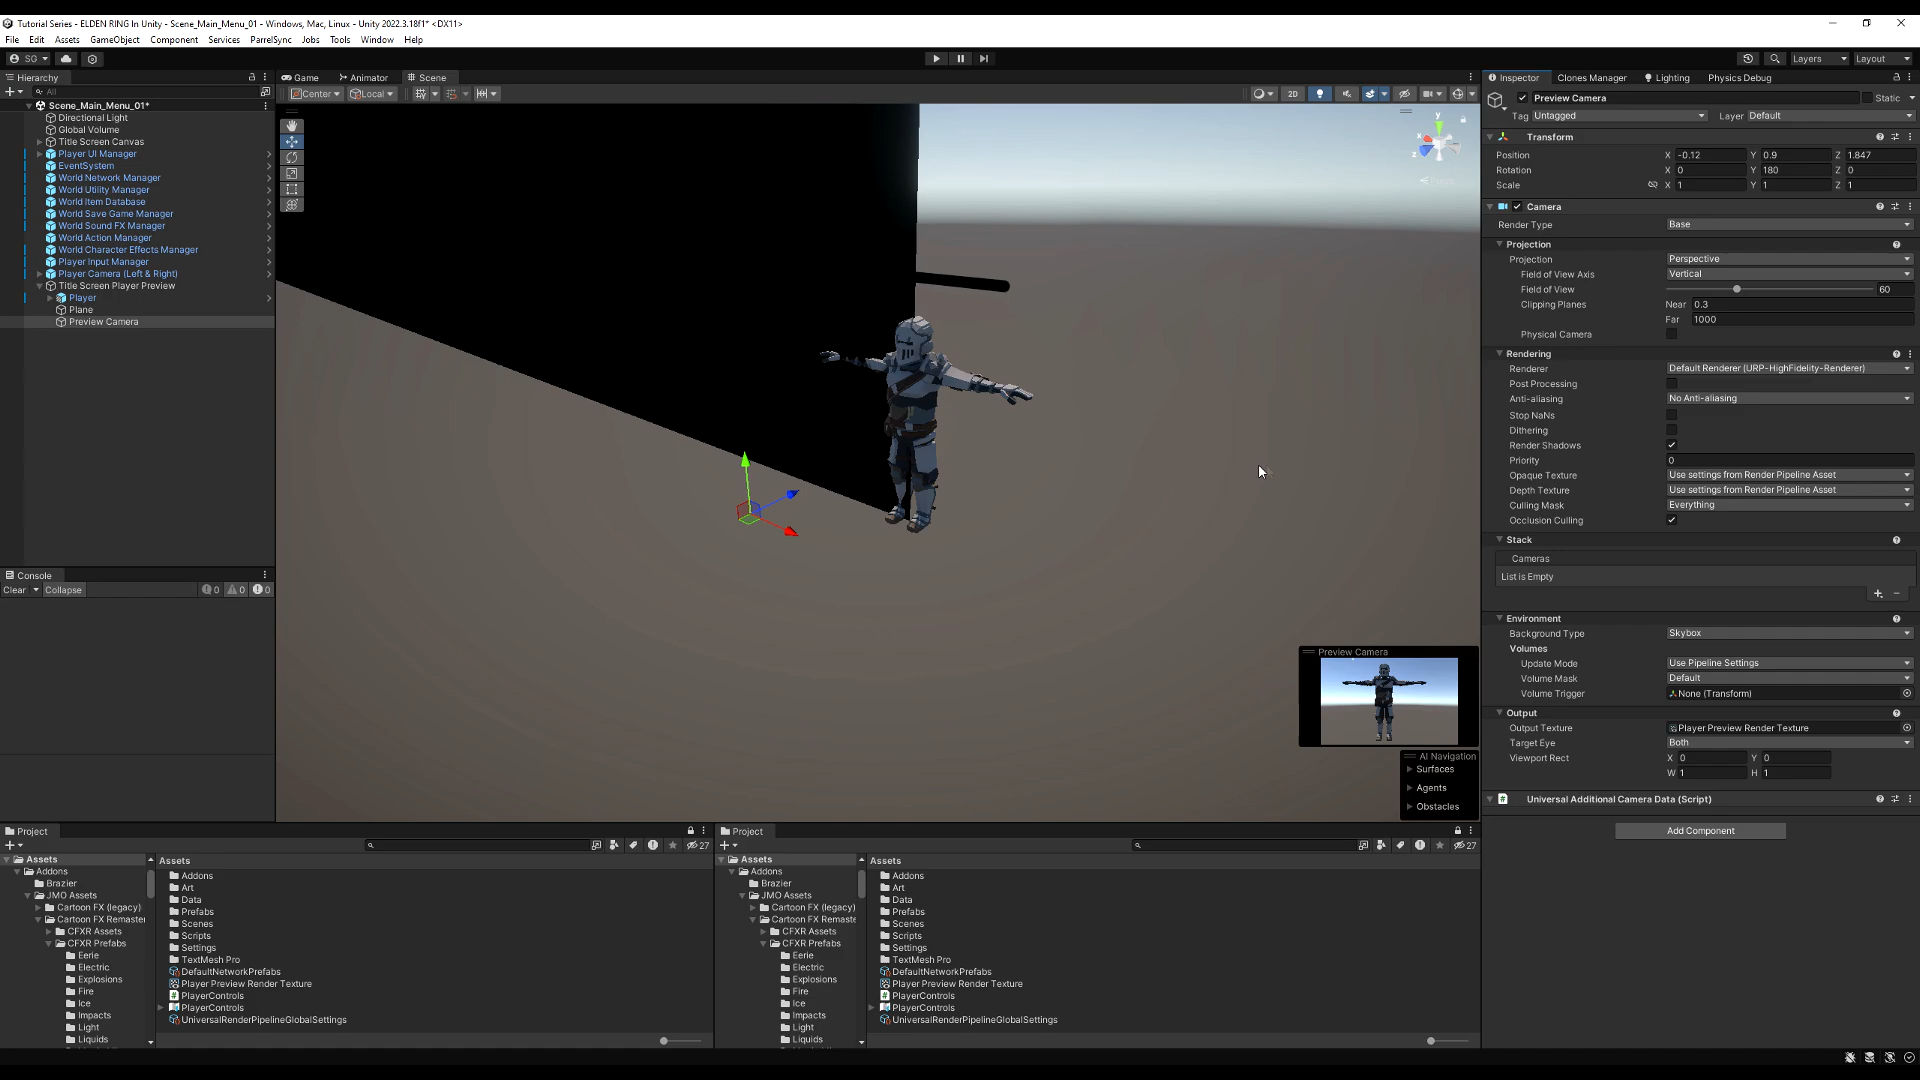 Tutorial Series - ELDEN RING In Unity - Scene_Main_Menu_01 - Windows, Mac, Linux - Unity 2022.3.18f1* <DX11>
File Edit Assets GameObject Component Services ParrelSync Jobs Tools Window Help
SG Layers Layout
Hierarchy
All
Scene_Main_Menu_01*
Directional Light
Global Volume
Title Screen Canvas
Player UI Manager
EventSystem
World Network Manager
World Utility Manager
World Item Database
World Save Game Manager
World Sound FX Manager
World Action Manager
World Character Effects Manager
Player Input Manager
Player Camera (Left & Right)
Title Screen Player Preview
Player
Plane
Preview Camera
Console
Clear Collapse 0 0 0
Game Animator Scene
Center Local 2D
y
x
z
Preview Camera
AI Navigation
Surfaces
Agents
Obstacles
Inspector Clones Manager Lighting Physics Debug
Preview Camera Static
Tag Untagged Layer Default
Transform
Position X -0.12 Y 0.9 Z 1.847
Rotation X 0 Y 180 Z 0
Scale X 1 Y 1 Z 1
Camera
Render Type Base
Projection
Projection Perspective
Field of View Axis Vertical
Field of View 60
Clipping Planes Near 0.3
Far 1000
Physical Camera
Rendering
Renderer Default Renderer (URP-HighFidelity-Renderer)
Post Processing
Anti-aliasing No Anti-aliasing
Stop NaNs
Dithering
Render Shadows
Priority 0
Opaque Texture Use settings from Render Pipeline Asset
Depth Texture Use settings from Render Pipeline Asset
Culling Mask Everything
Occlusion Culling
Stack
Cameras
List is Empty
Environment
Background Type Skybox
Volumes
Update Mode Use Pipeline Settings
Volume Mask Default
Volume Trigger None (Transform)
Output
Output Texture Player Preview Render Texture
Target Eye Both
Viewport Rect X 0 Y 0
W 1 H 1
Universal Additional Camera Data (Script)
Add Component
Project
27
Assets
Addons
Brazier
JMO Assets
Cartoon FX (legacy)
Cartoon FX Remaster
CFXR Assets
CFXR Prefabs
Eerie
Electric
Explosions
Fire
Ice
Impacts
Light
Liquids
Assets
Addons
Art
Data
Prefabs
Scenes
Scripts
Settings
TextMesh Pro
DefaultNetworkPrefabs
Player Preview Render Texture
PlayerControls
PlayerControls
UniversalRenderPipelineGlobalSettings
Project
27
Assets
Addons
Brazier
JMO Assets
Cartoon FX (legacy)
Cartoon FX Remaste
CFXR Assets
CFXR Prefabs
Eerie
Electric
Explosions
Fire
Ice
Impacts
Light
Liquids
Assets
Addons
Art
Data
Prefabs
Scenes
Scripts
Settings
TextMesh Pro
DefaultNetworkPrefabs
Player Preview Render Texture
PlayerControls
PlayerControls
UniversalRenderPipelineGlobalSettings